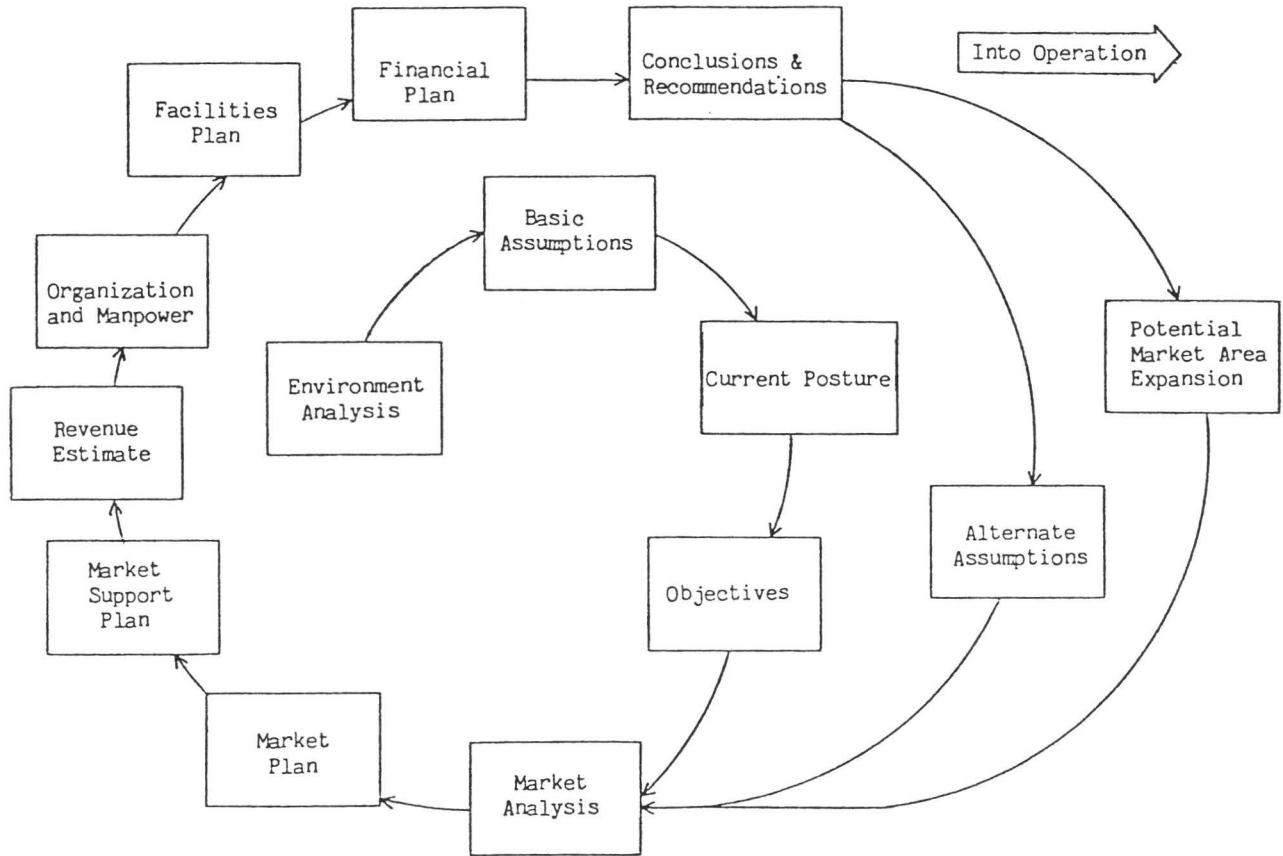 Conclusions &
Recommendations
Into Operation
Financial
Plan
Facilities
Plan
Basic
Assumptions
Organization
and Manpower
Environment
Analysis
Current Posture
Potential
Market Area
Expansion
Revenue
Estimate
Market
Support
Plan
Objectives
Alternate
Assumptions
Market
Plan
Market
Analysis